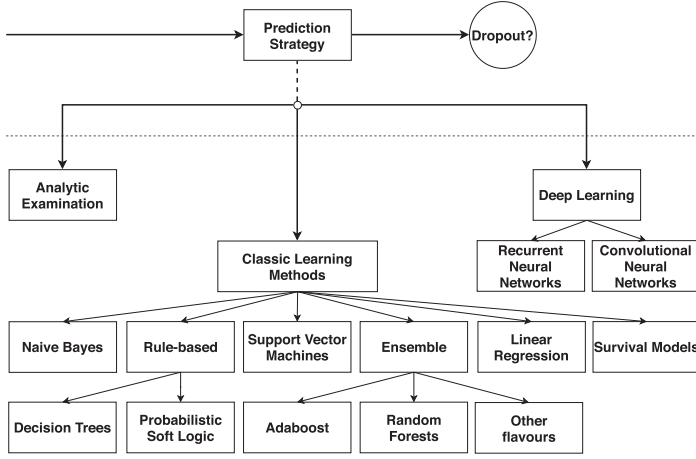 Prediction
Strategy
Dropout?
Analytic
Examination
Deep Learning
Classic Learning
Methods
Recurrent
Neural
Networks
Convolutional
Neural
Networks
Naive Bayes
Rule-based
Support Vector
Machines
Ensemble
Linear
Regression
Survival Models
Decision Trees
Probabilistic
Soft Logic
Adaboost
Random
Forests
Other
flavours